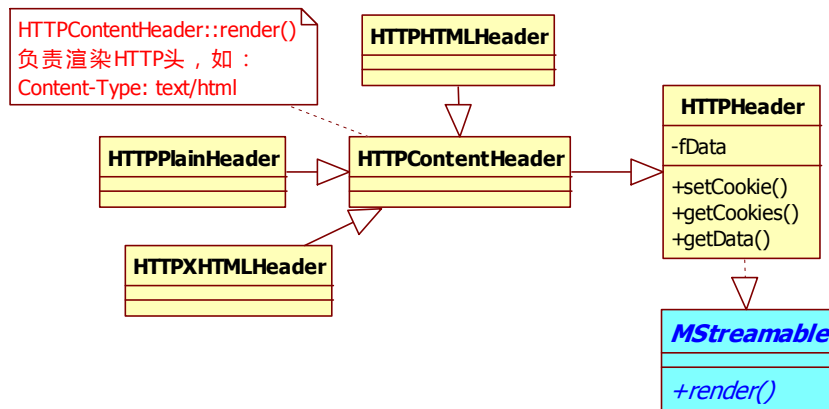 HTTPContentHeader::render()
负责渲染HTTP头，如：
Content-Type: text/html
HTTPHTMLHeader
HTTPHeader
-fData
+setCookie()
+getCookies()
+getData()
HTTPPlainHeader
HTTPContentHeader
HTTPXHTMLHeader
MStreamable
+render()